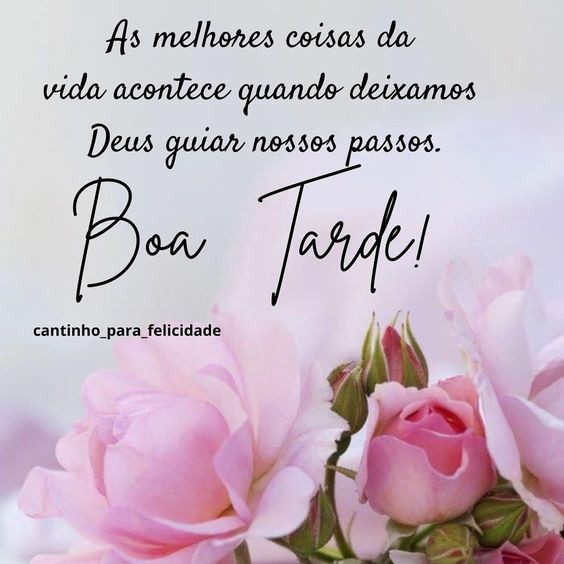 As melhores coisas da
vida acontece quando deixamos
Deus guiar nossos passos.
Boa Tarde!
cantinho_para_felicidade